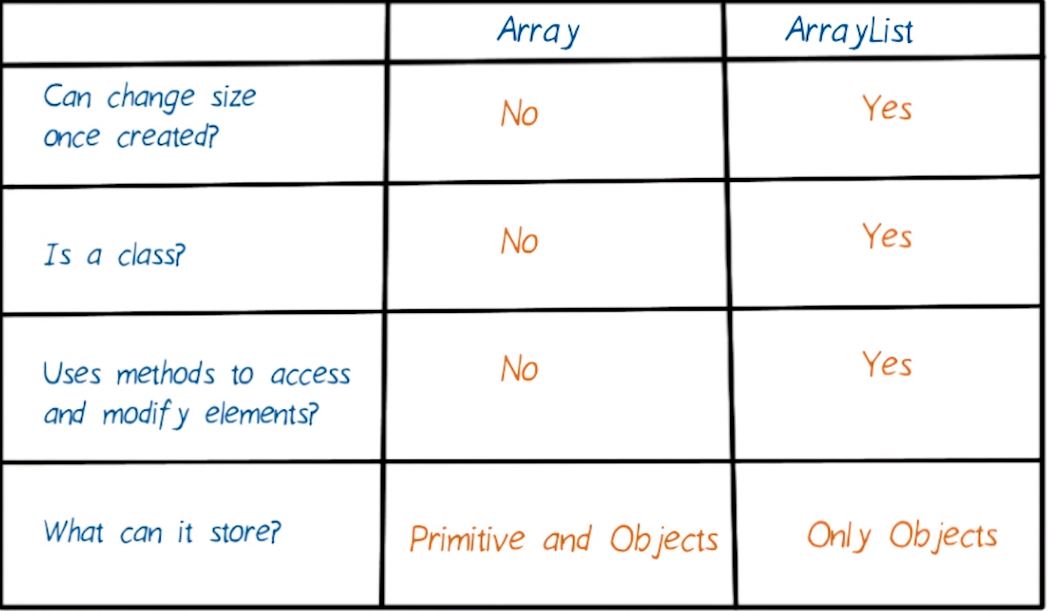 Array ArrayList
Can change size
once created?
No Yes
Is a class?
No Yes
Uses methods to access
and modify elements?
No Yes
What can it store?
Primitive and Objects Only Objects